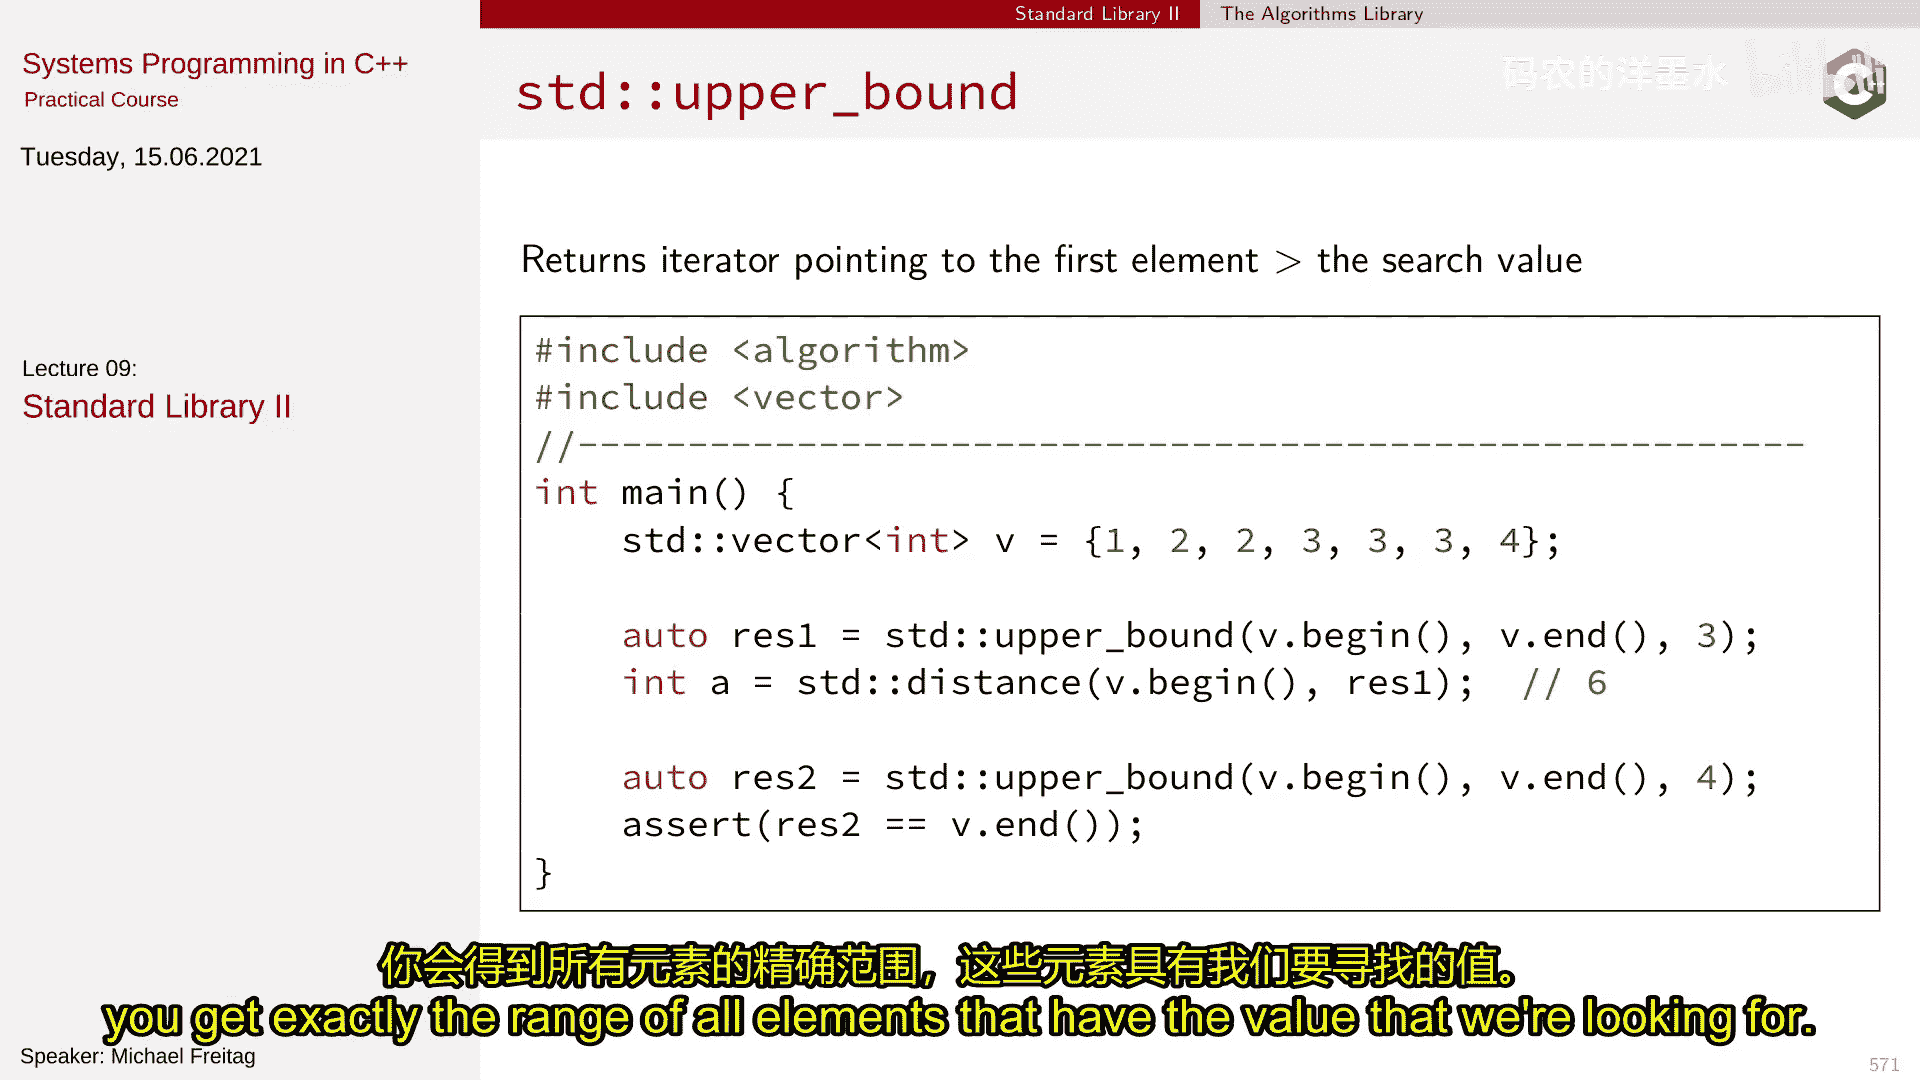 Standard Library II
The Algorithms Library
Systems Programming in C++
Practical Course
Tuesday, 15.06.2021
Lecture 09:
Standard Library II
std::upper_bound
码农的洋墨水
Returns iterator pointing to the first element > the search value
#include <algorithm>
#include <vector>
//---------------------------------------------------------
int main() {
    std::vector<int> v = {1, 2, 2, 3, 3, 3, 4};
    auto res1 = std::upper_bound(v.begin(), v.end(), 3);
    int a = std::distance(v.begin(), res1);  // 6
    auto res2 = std::upper_bound(v.begin(), v.end(), 4);
    assert(res2 == v.end());
}
你会得到所有元素的精确范围，这些元素具有我们要寻找的值。
you get exactly the range of all elements that have the value that we're looking for.
Speaker: Michael Freitag
571